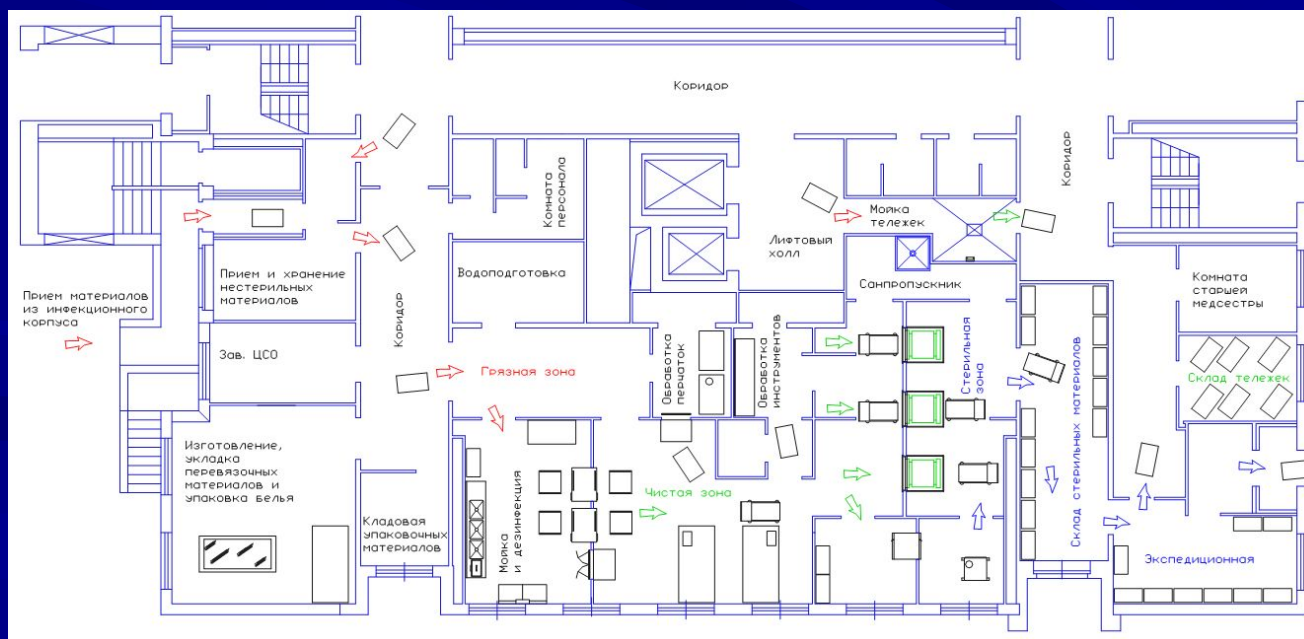 Коридор
Коридор
Комната
персонала
Мойка
тележек
Лифтовый
холл
Прием и хранение
нестерильных
материалов
Водоподготовка
Санпропускник
Комната
старшей
медсестры
Прием материалов
из инфекционного
корпуса
Коридор
Зав. ЦСО
Грязная зона
Обработка
перчаток
Обработка
инструментов
Стерильная
зона
Склад стерильных материалов
Склад тележек
Изготовление,
укладка
перевязочных
материалов и
упаковка белья
Кладовая
упаковочных
материалов
Мойка
и дезинфекция
Чистая зона
Экспедиционная